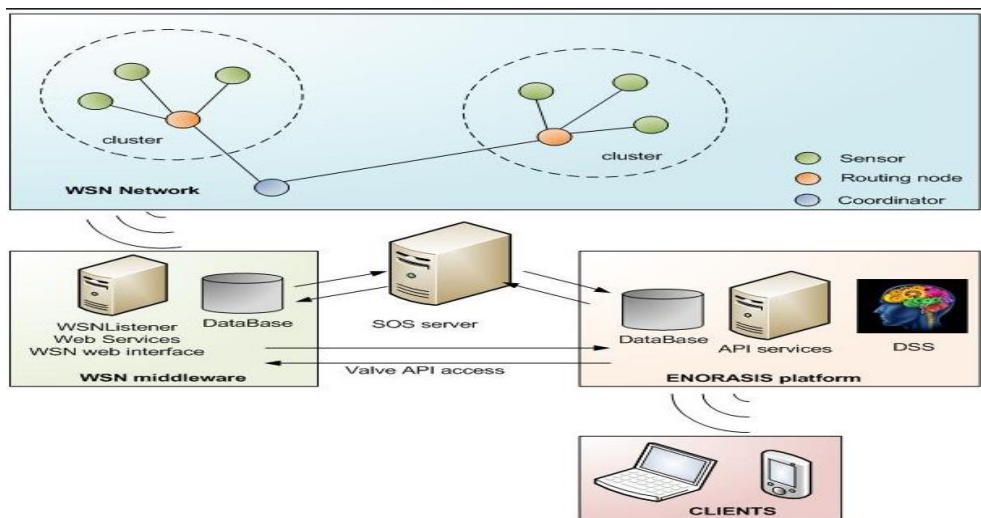 cluster
cluster
Sensor
Routing node
Coordinator
WSN Network
WSNListener
Web Services
WSN web interface
DataBase
WSN middleware
SOS server
Valve API access
DataBase
API services
DSS
ENORASIS platform
CLIENTS